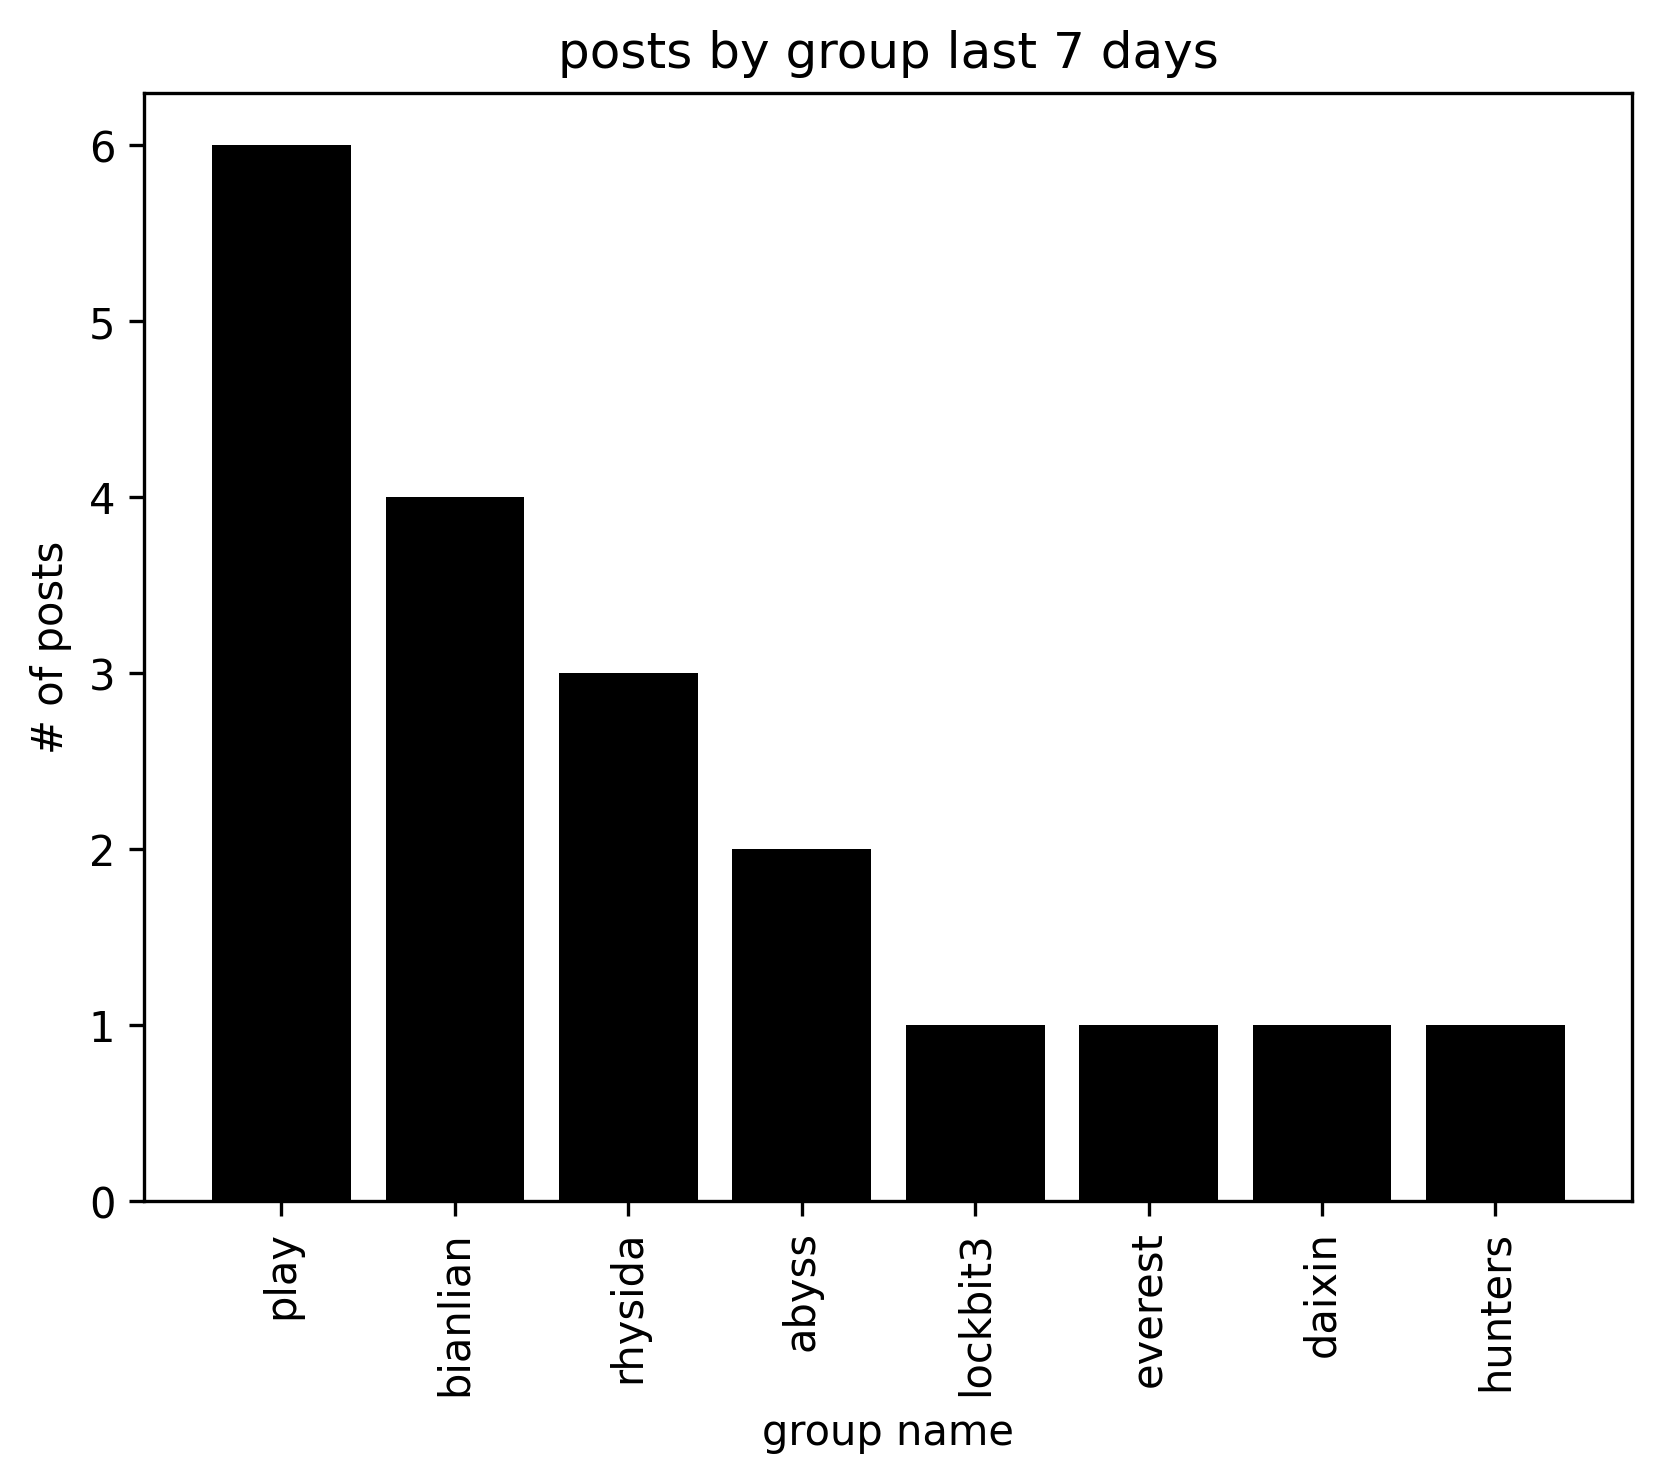 posts by group last 7 days
# of posts
6
5
4
3
2
1
0
play
bianlian
rhysida
abyss
lockbit3
everest
daixin
hunters
group name